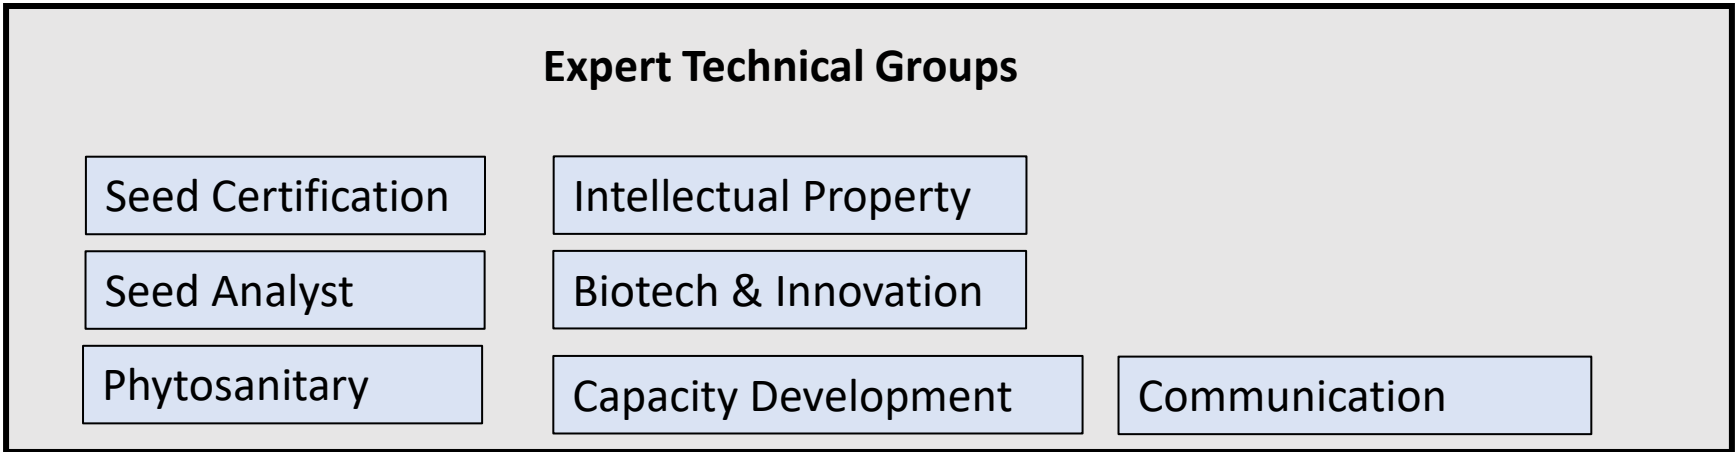 Expert Technical Groups
Seed Certification
Intellectual Property
Seed Analyst
Biotech & Innovation
Phytosanitary
Capacity Development
Communication